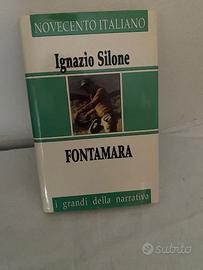 NOVECENTO ITALIANO
Ignazio Silone
FONTAMARA
i grandi della narrativa
subito